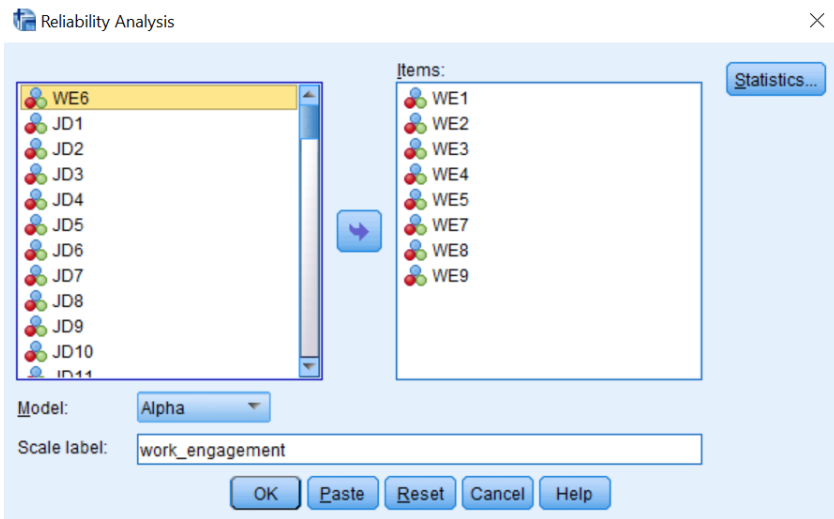 Reliability Analysis
WE6
JD1
JD2
JD3
JD4
JD5
JD6
JD7
JD8
JD9
JD10
JD11
Items:
WE1
WE2
WE3
WE4
WE5
WE7
WE8
WE9
Statistics...
Model:
Alpha
Scale label:
work_engagement
OK Paste Reset Cancel Help